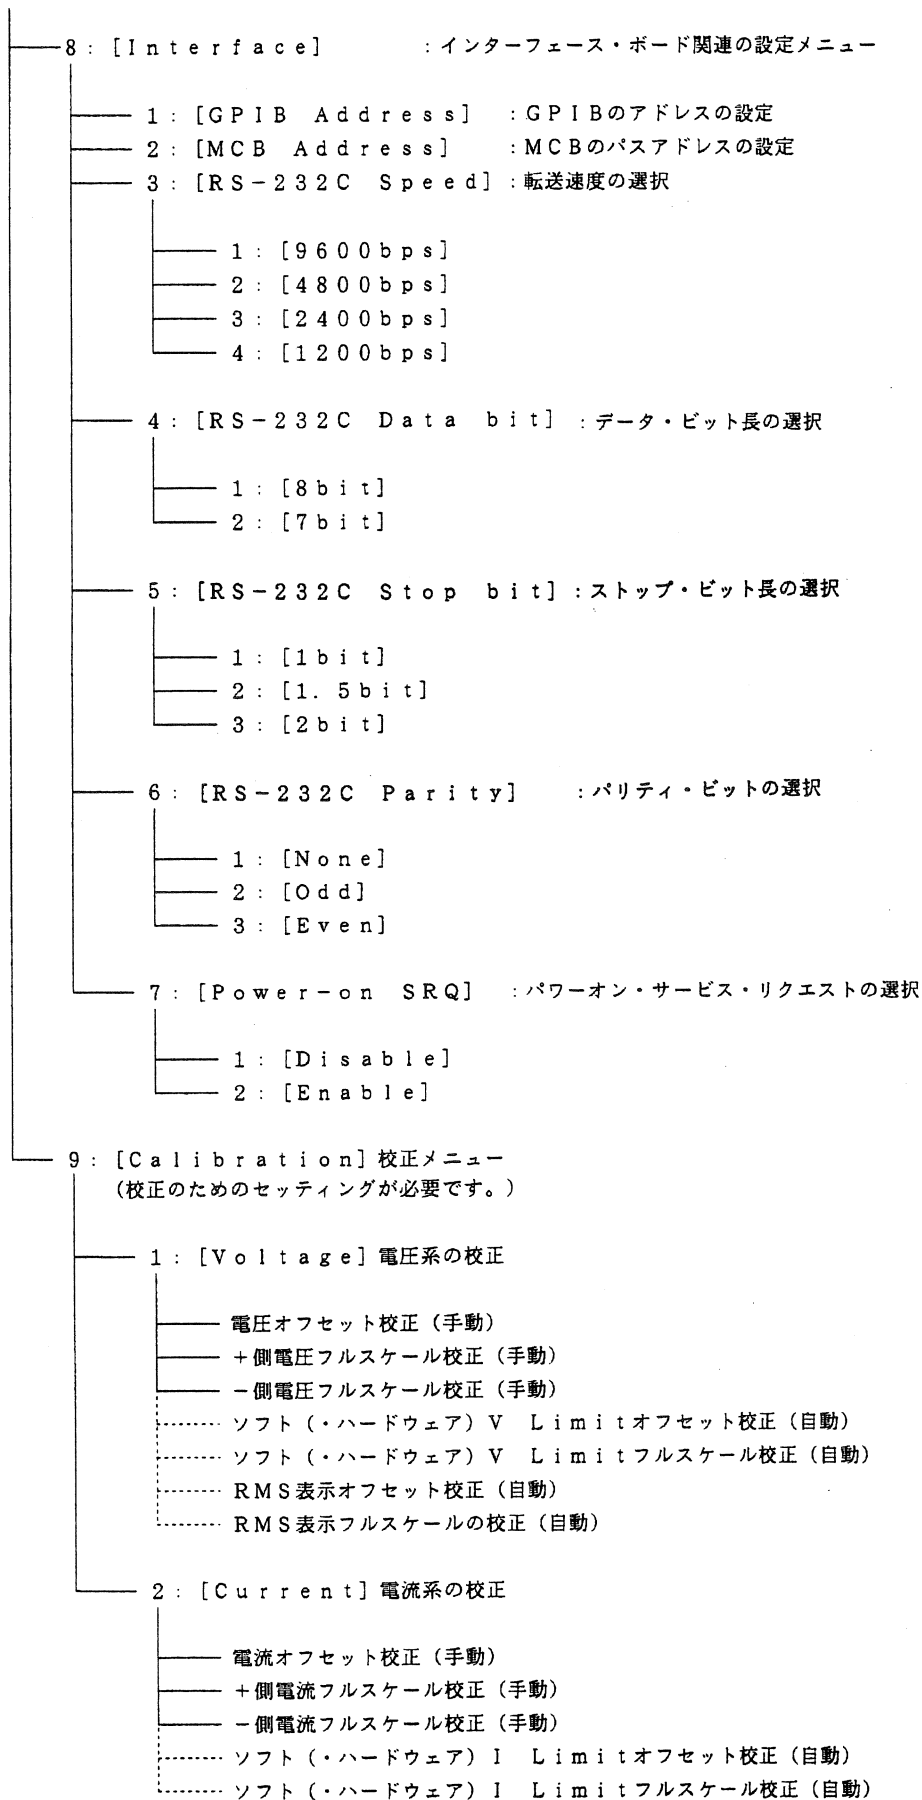 8：[Interface]　：インターフェース・ボード関連の設定メニュー
1：[GPIB Address]　：GPIBのアドレスの設定
2：[MCB Address]　：MCBのバスアドレスの設定
3：[RS-232C Speed]：転送速度の選択
1：[9600bps]
2：[4800bps]
3：[2400bps]
4：[1200bps]
4：[RS-232C Data bit]：データ・ビット長の選択
1：[8bit]
2：[7bit]
5：[RS-232C Stop bit]：ストップ・ビット長の選択
1：[1bit]
2：[1.5bit]
3：[2bit]
6：[RS-232C Parity]　：パリティ・ビットの選択
1：[None]
2：[Odd]
3：[Even]
7：[Power-on SRQ]　：パワーオン・サービス・リクエストの選択
1：[Disable]
2：[Enable]
9：[Calibration]校正メニュー
（校正のためのセッティングが必要です。）
1：[Voltage]電圧系の校正
電圧オフセット校正（手動）
＋側電圧フルスケール校正（手動）
－側電圧フルスケール校正（手動）
ソフト（・ハードウェア）V Limitオフセット校正（自動）
ソフト（・ハードウェア）V Limitフルスケール校正（自動）
RMS表示オフセット校正（自動）
RMS表示フルスケールの校正（自動）
2：[Current]電流系の校正
電流オフセット校正（手動）
＋側電流フルスケール校正（手動）
－側電流フルスケール校正（手動）
ソフト（・ハードウェア）I Limitオフセット校正（自動）
ソフト（・ハードウェア）I Limitフルスケール校正（自動）